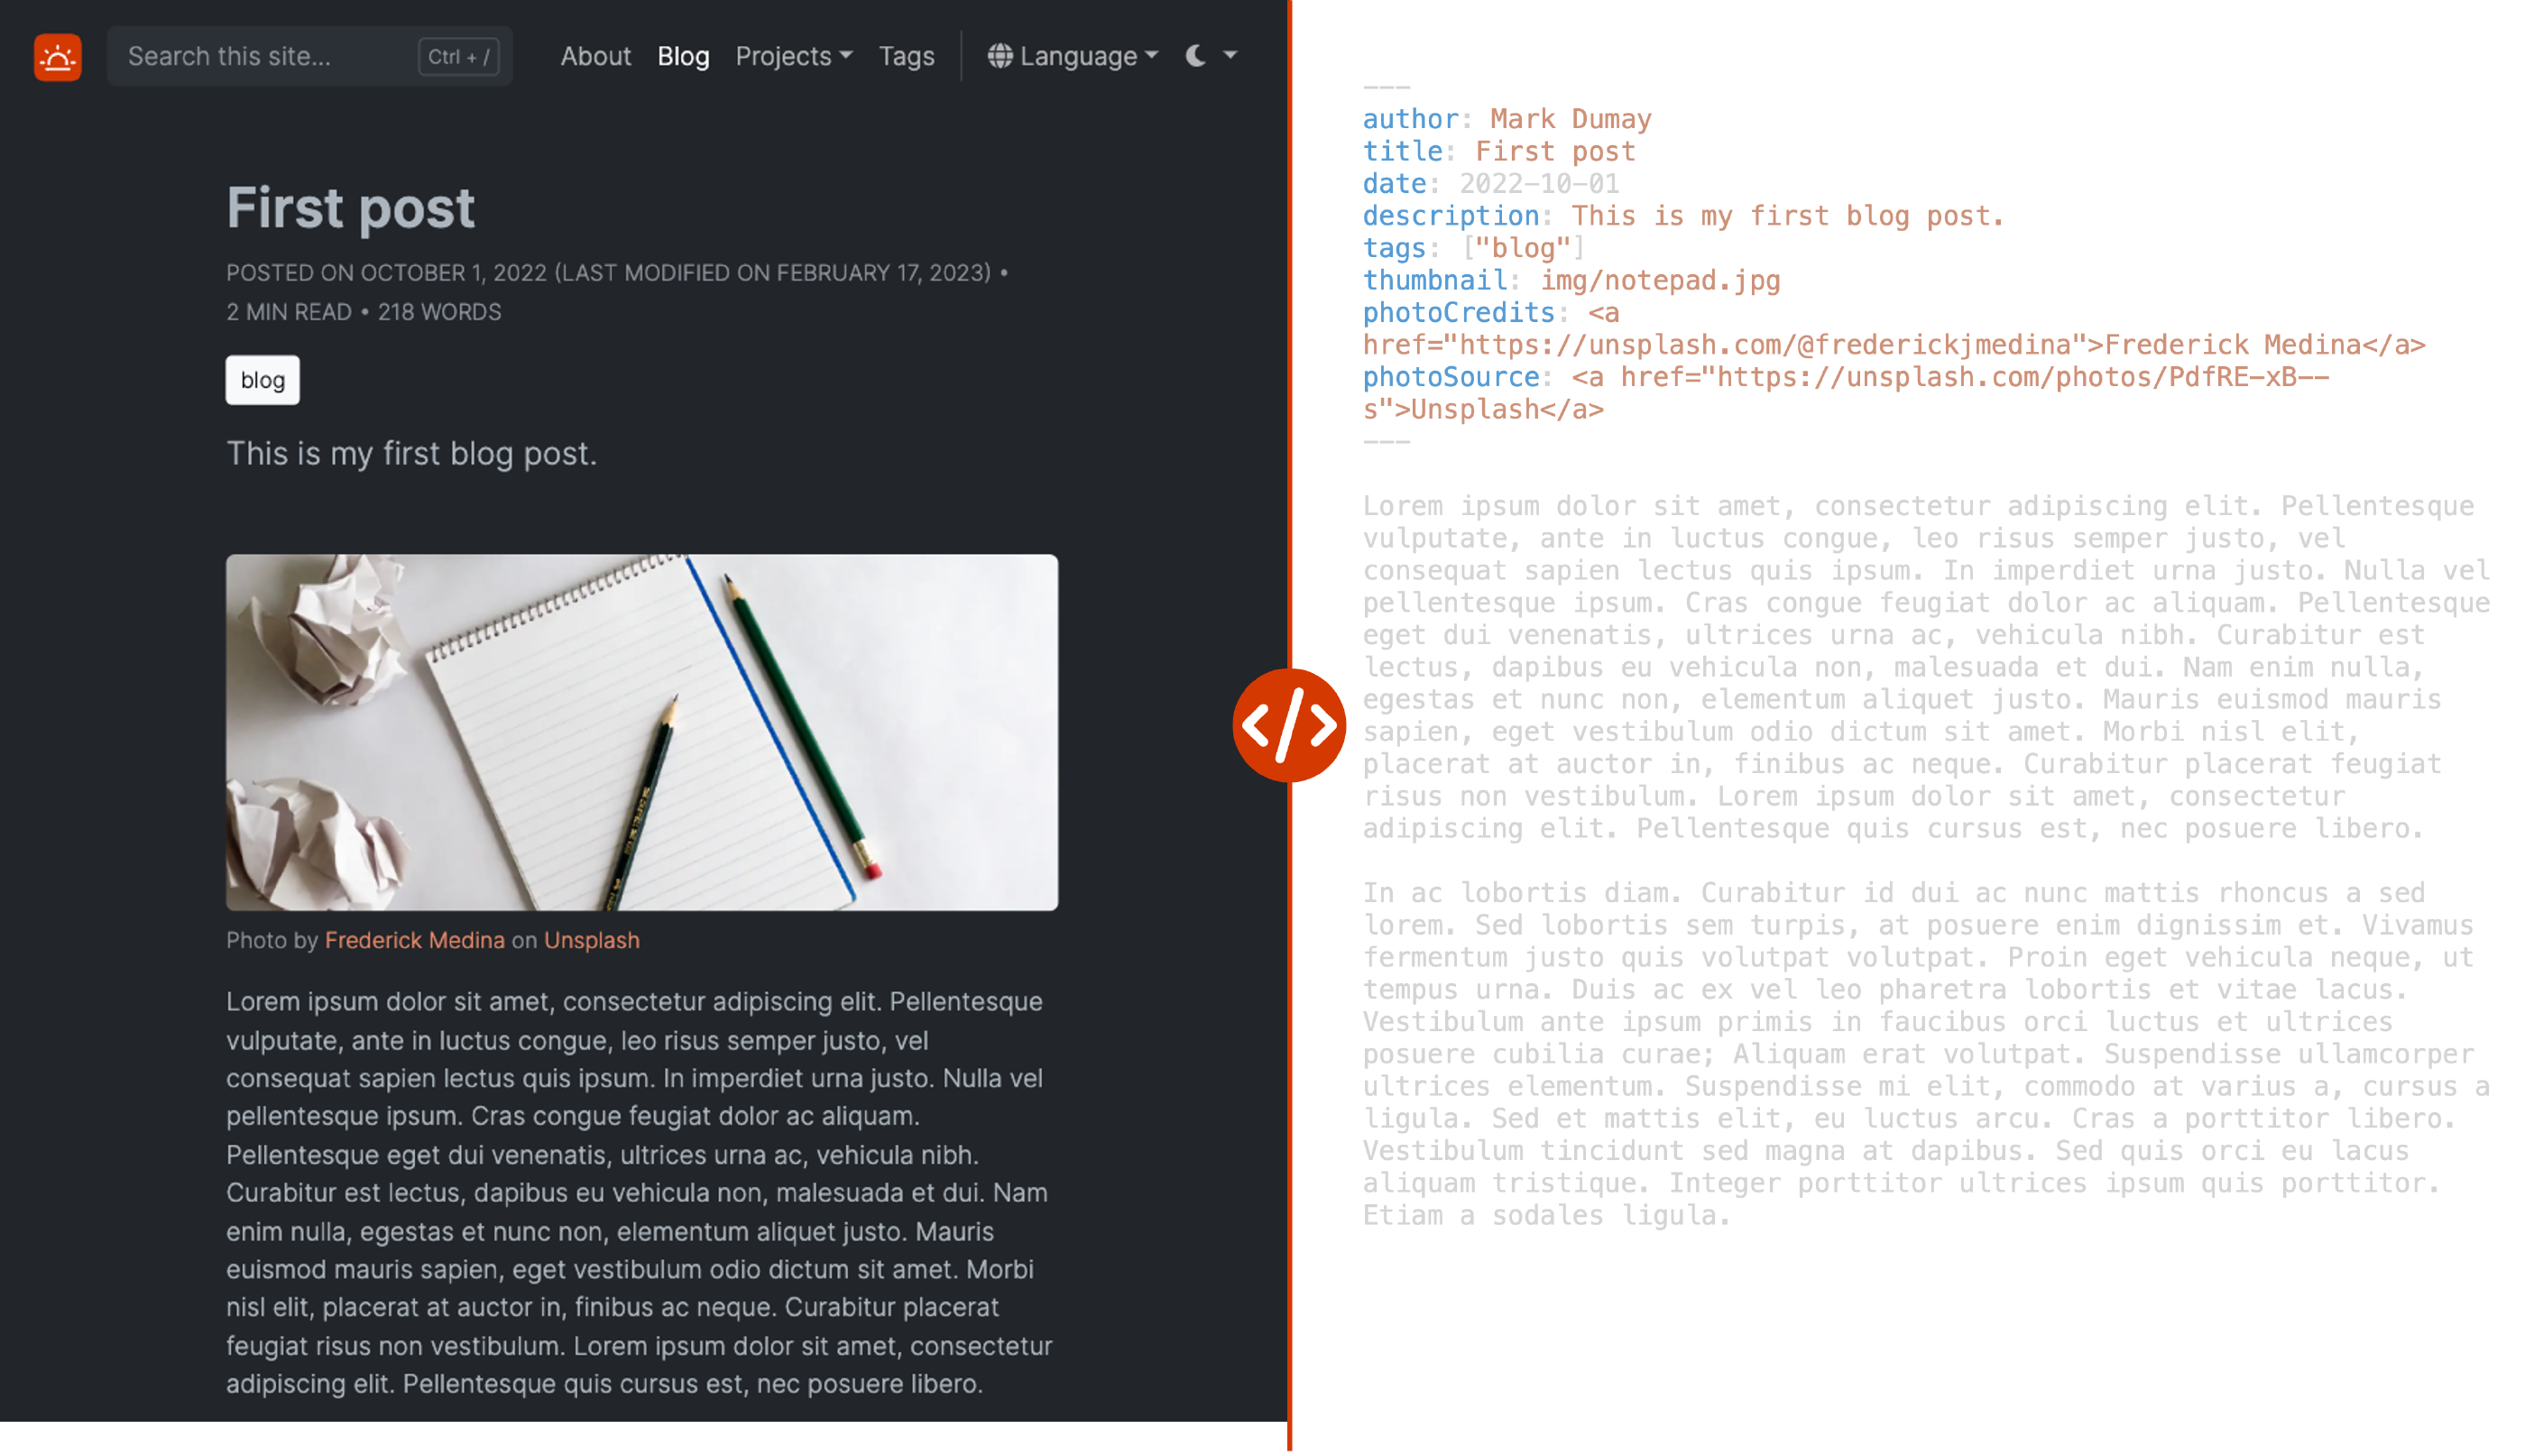 Search this site... Ctrl + / About Blog Projects Tags Language
First post
POSTED ON OCTOBER 1, 2022 (LAST MODIFIED ON FEBRUARY 17, 2023) •
2 MIN READ • 218 WORDS
blog
This is my first blog post.
Photo by Frederick Medina on Unsplash
Lorem ipsum dolor sit amet, consectetur adipiscing elit. Pellentesque
vulputate, ante in luctus congue, leo risus semper justo, vel
consequat sapien lectus quis ipsum. In imperdiet urna justo. Nulla vel
pellentesque ipsum. Cras congue feugiat dolor ac aliquam.
Pellentesque eget dui venenatis, ultrices urna ac, vehicula nibh.
Curabitur est lectus, dapibus eu vehicula non, malesuada et dui. Nam
enim nulla, egestas et nunc non, elementum aliquet justo. Mauris
euismod mauris sapien, eget vestibulum odio dictum sit amet. Morbi
nisl elit, placerat at auctor in, finibus ac neque. Curabitur placerat
feugiat risus non vestibulum. Lorem ipsum dolor sit amet, consectetur
adipiscing elit. Pellentesque quis cursus est, nec posuere libero.
</>
---
author: Mark Dumay
title: First post
date: 2022-10-01
description: This is my first blog post.
tags: ["blog"]
thumbnail: img/notepad.jpg
photoCredits: <a
href="https://unsplash.com/@frederickjmedina">Frederick Medina</a>
photoSource: <a href="https://unsplash.com/photos/PdfRE-xB--
s">Unsplash</a>
---
Lorem ipsum dolor sit amet, consectetur adipiscing elit. Pellentesque
vulputate, ante in luctus congue, leo risus semper justo, vel
consequat sapien lectus quis ipsum. In imperdiet urna justo. Nulla vel
pellentesque ipsum. Cras congue feugiat dolor ac aliquam. Pellentesque
eget dui venenatis, ultrices urna ac, vehicula nibh. Curabitur est
lectus, dapibus eu vehicula non, malesuada et dui. Nam enim nulla,
egestas et nunc non, elementum aliquet justo. Mauris euismod mauris
sapien, eget vestibulum odio dictum sit amet. Morbi nisl elit,
placerat at auctor in, finibus ac neque. Curabitur placerat feugiat
risus non vestibulum. Lorem ipsum dolor sit amet, consectetur
adipiscing elit. Pellentesque quis cursus est, nec posuere libero.
In ac lobortis diam. Curabitur id dui ac nunc mattis rhoncus a sed
lorem. Sed lobortis sem turpis, at posuere enim dignissim et. Vivamus
fermentum justo quis volutpat volutpat. Proin eget vehicula neque, ut
tempus urna. Duis ac ex vel leo pharetra lobortis et vitae lacus.
Vestibulum ante ipsum primis in faucibus orci luctus et ultrices
posuere cubilia curae; Aliquam erat volutpat. Suspendisse ullamcorper
ultrices elementum. Suspendisse mi elit, commodo at varius a, cursus a
ligula. Sed et mattis elit, eu luctus arcu. Cras a porttitor libero.
Vestibulum tincidunt sed magna at dapibus. Sed quis orci eu lacus
aliquam tristique. Integer porttitor ultrices ipsum quis porttitor.
Etiam a sodales ligula.